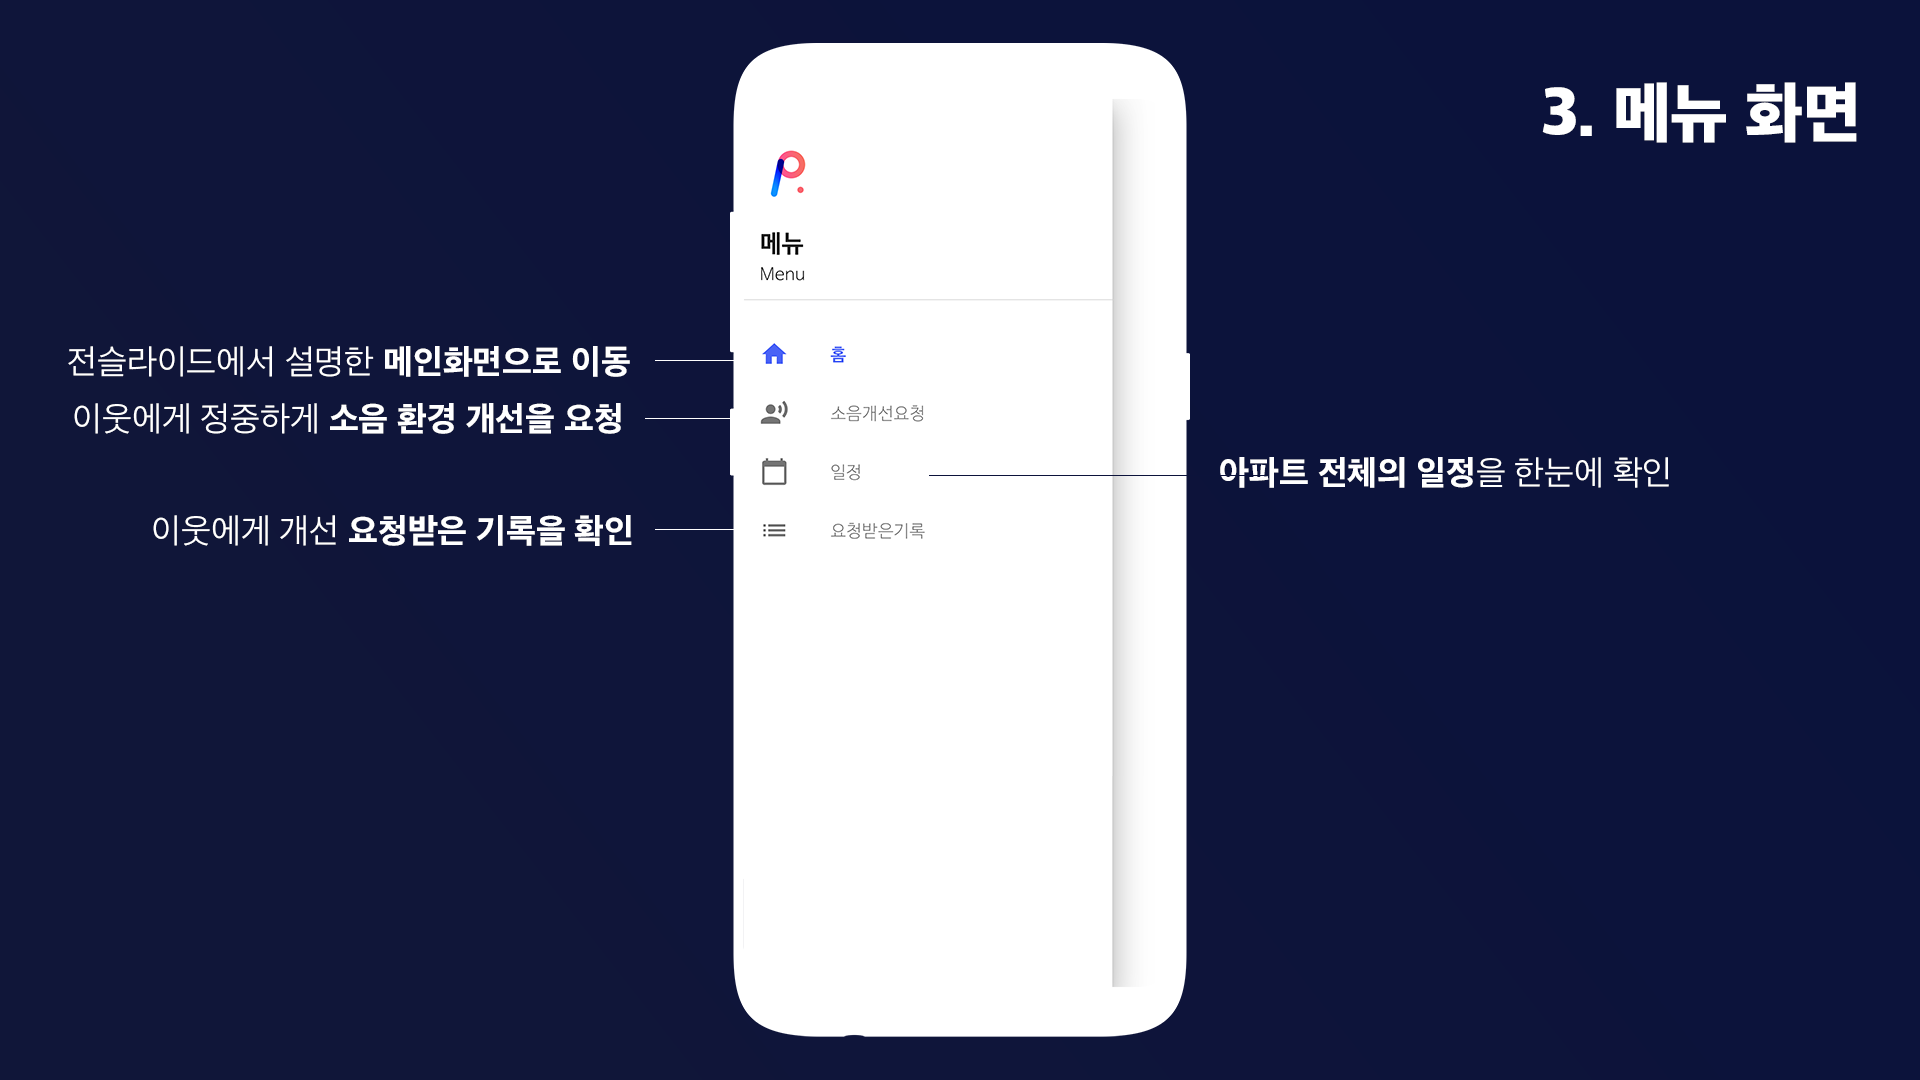 3. 메뉴 화면
메뉴
Menu
전슬라이드에서 설명한 메인화면으로 이동
홈
이웃에게 정중하게 소음 환경 개선을 요청
소음개선요청
일정
아파트 전체의 일정을 한눈에 확인
이웃에게 개선 요청받은 기록을 확인
요청받은기록